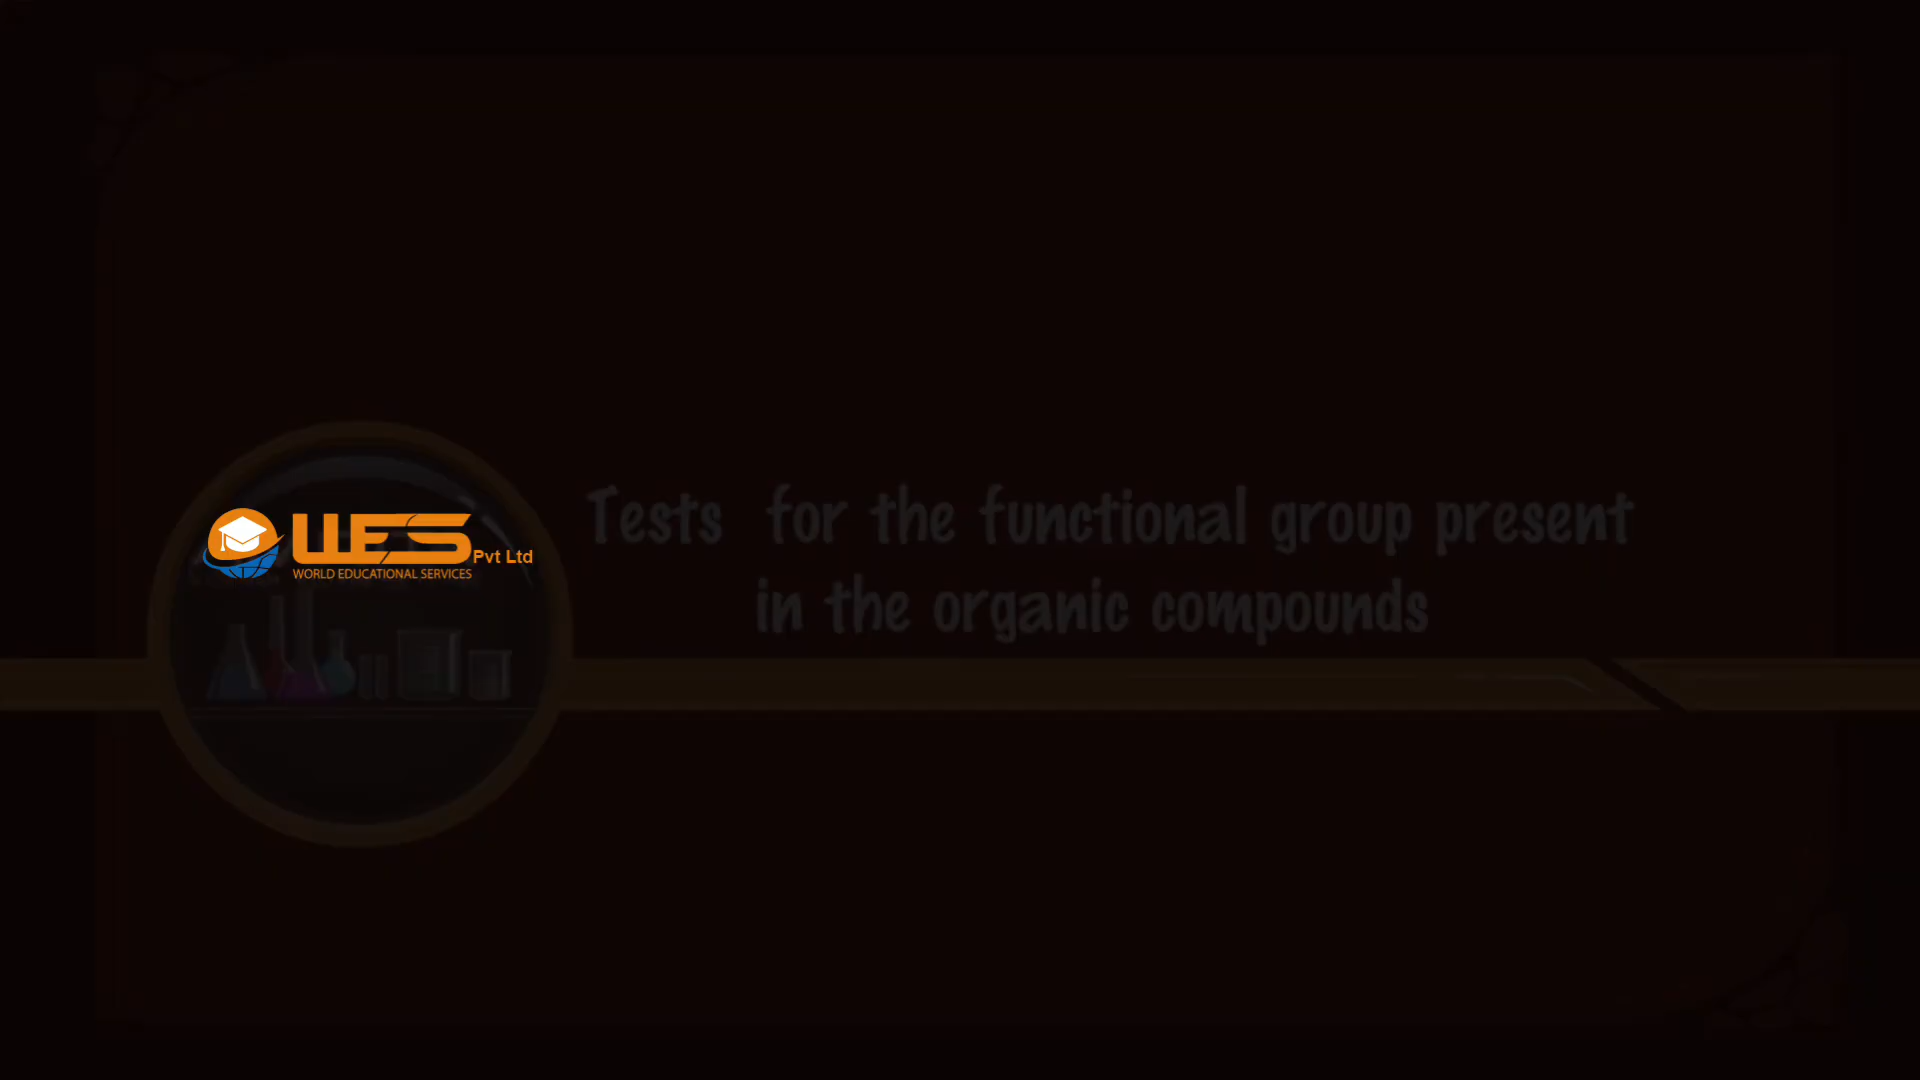 WES Pvt Ltd
WORLD EDUCATIONAL SERVICES
Tests for the functional group present
in the organic compounds